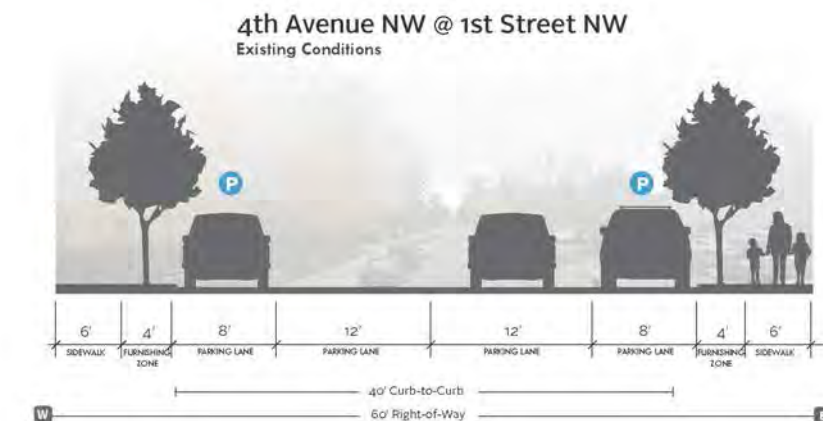 4th Avenue NW @ 1st Street NW
Existing Conditions
P P
6' 4' 8' 12' 12' 8' 4' 6'
SIDEWALK FURNISHING ZONE PARKING LANE PARKING LANE PARKING LANE PARKING LANE FURNISHING ZONE SIDEWALK
40' Curb-to-Curb
W 60' Right-of-Way